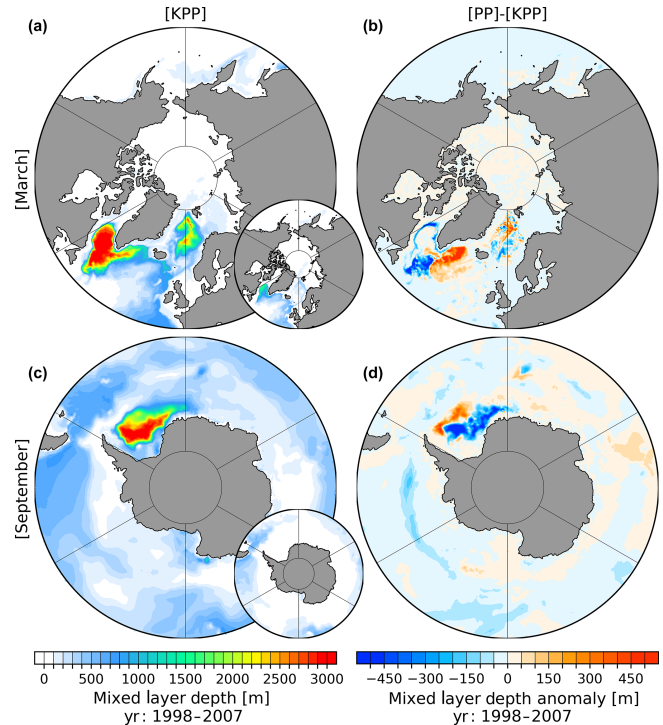 [KPP]
[PP]-[KPP]
(a)
(b)
[March]
(c)
(d)
[September]
0 500 1000 1500 2000 2500 3000
−450 −300 −150 0 150 300 450
Mixed layer depth [m]
yr: 1998–2007
Mixed layer depth anomaly [m]
yr: 1998–2007